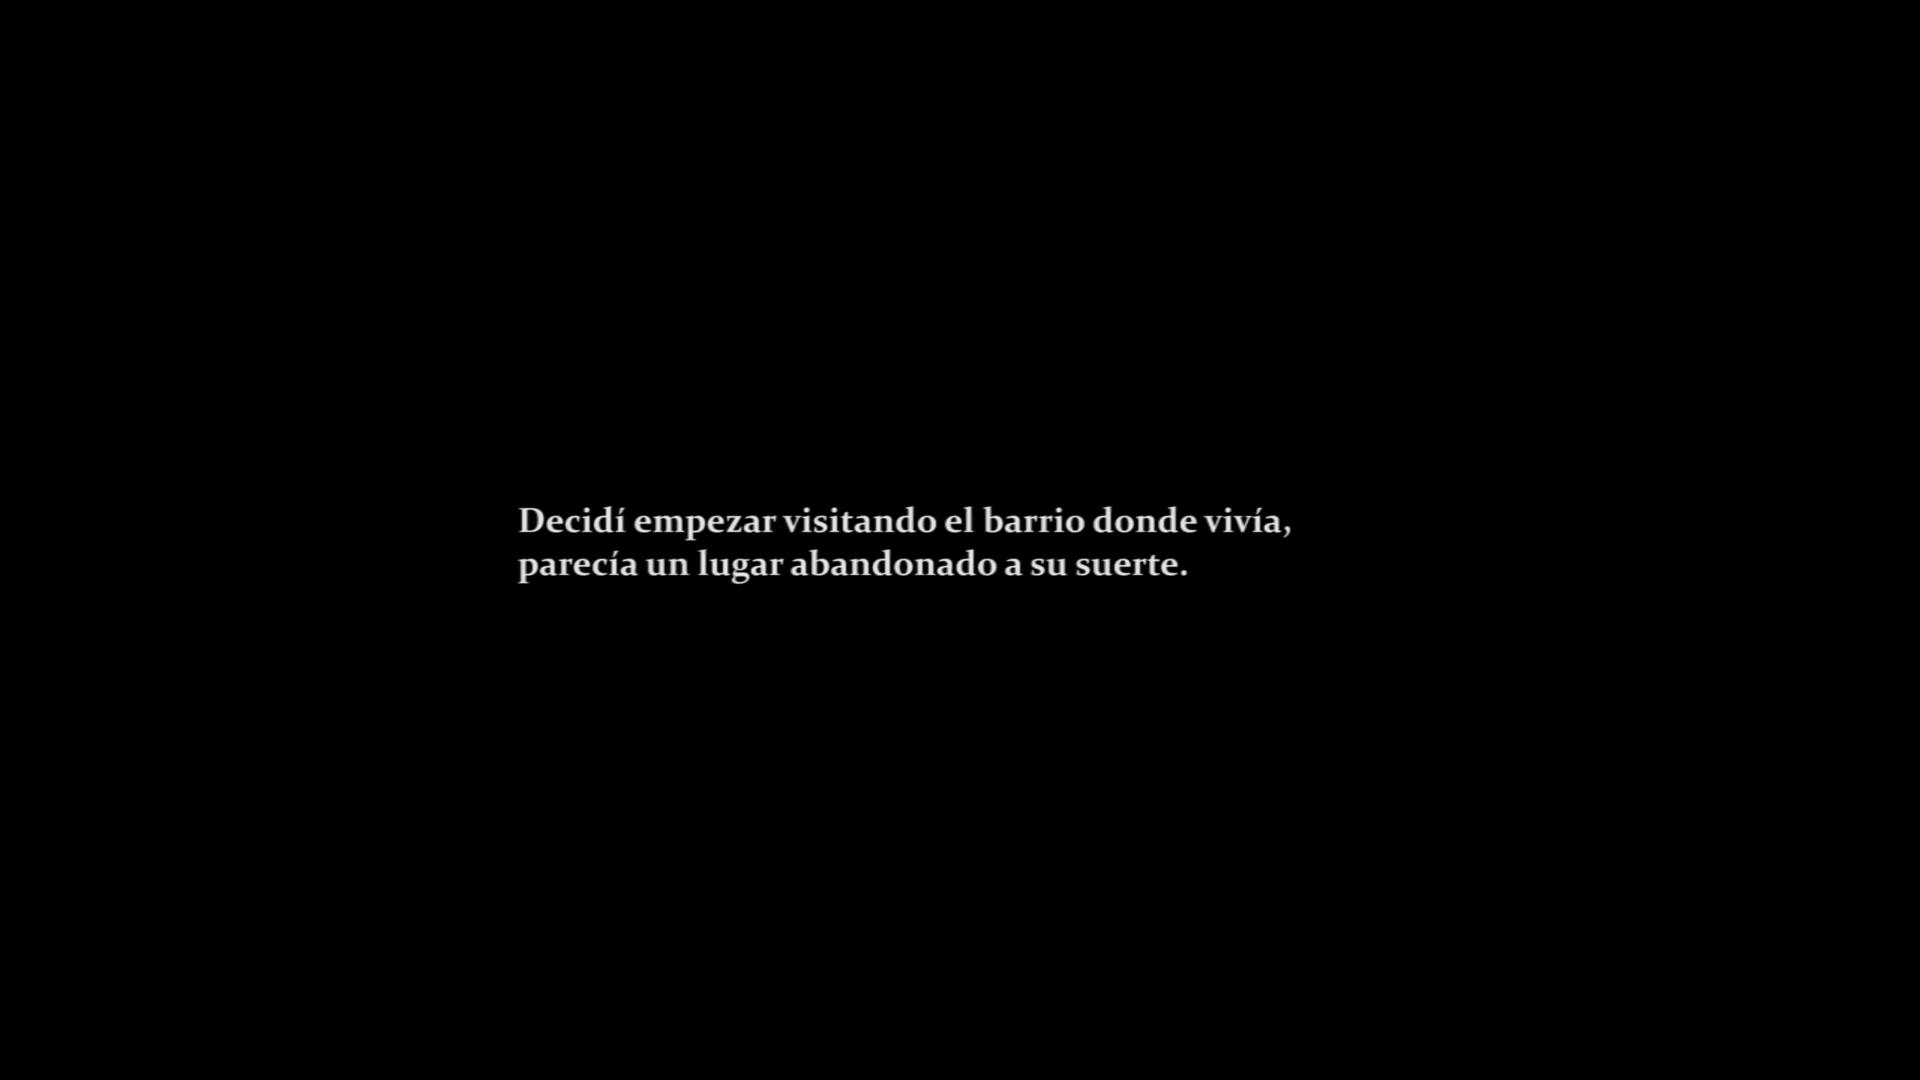 Decidí empezar visitando el barrio donde vivía,
parecía un lugar abandonado a su suerte.